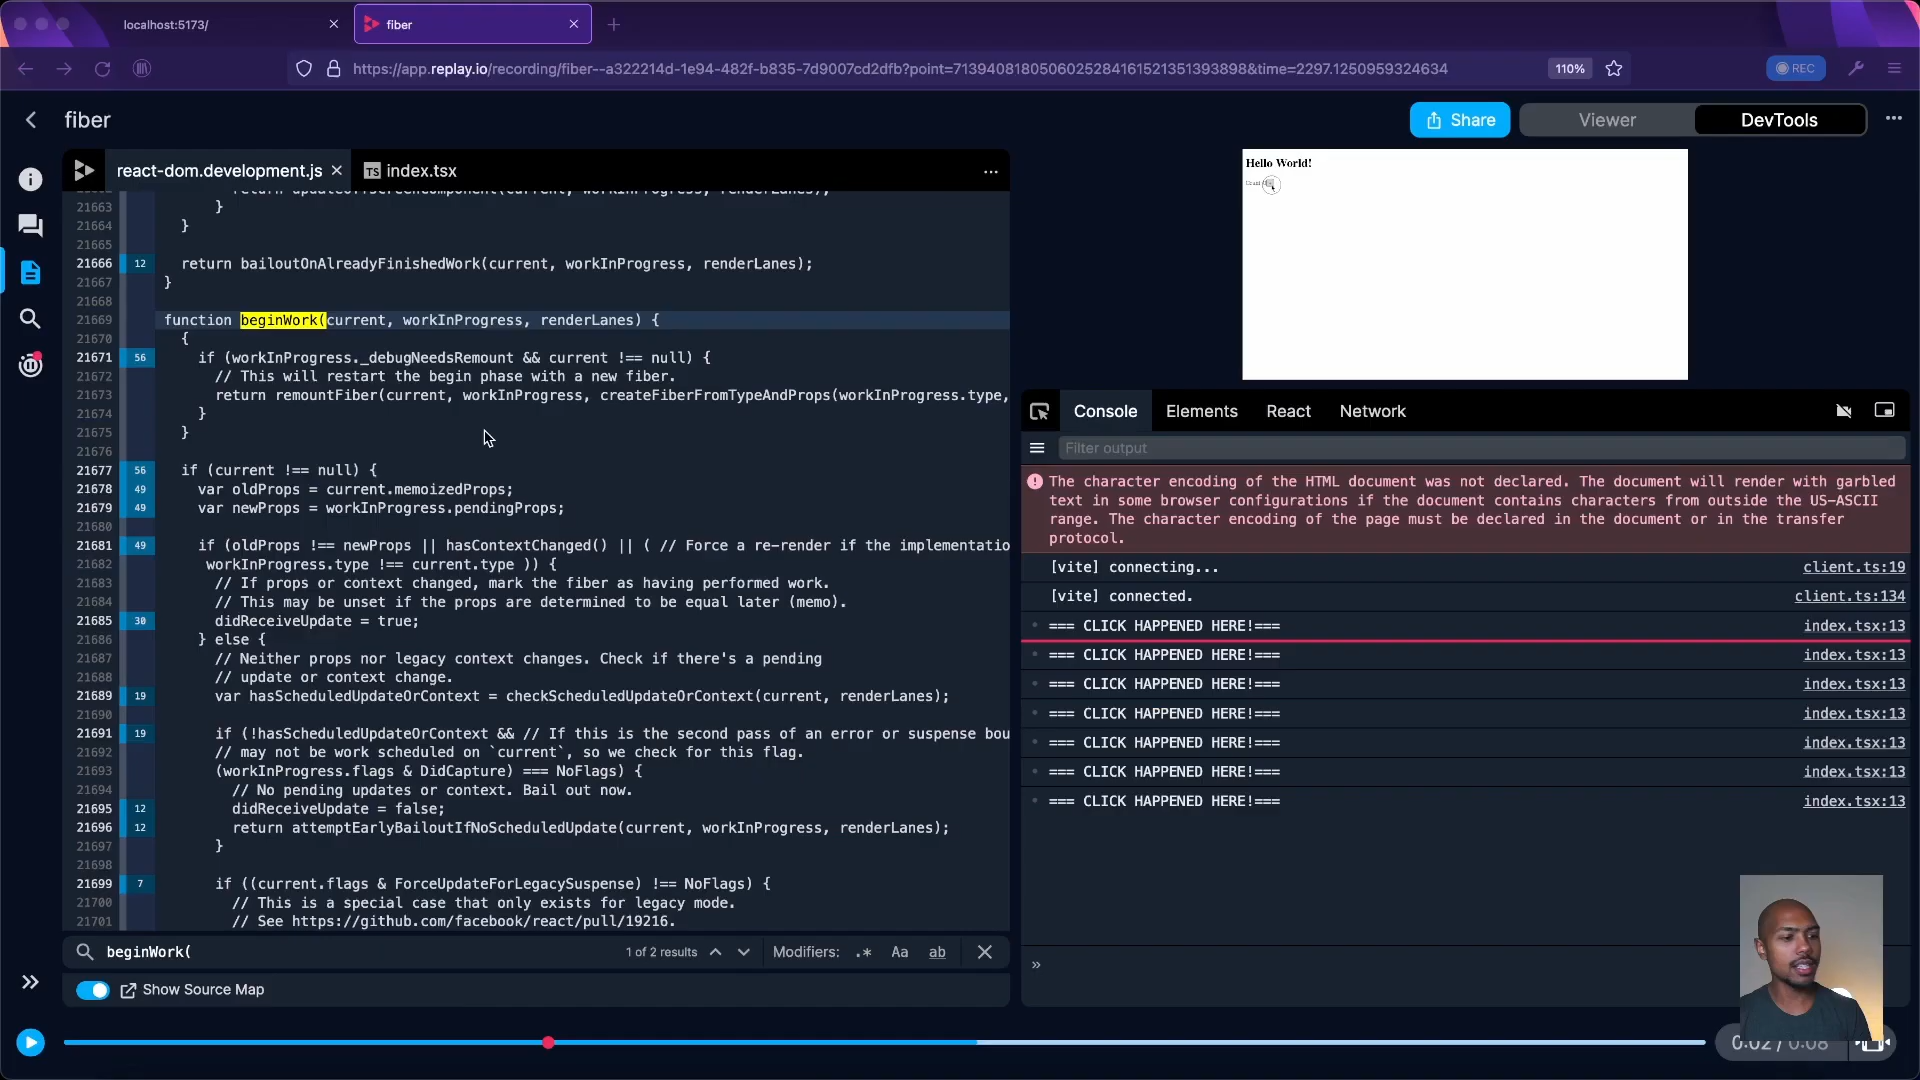 localhost:5173/
fiber
https://app.replay.io/recording/fiber--a322214d-1e94-482f-b835-7d9007cd2dfb?point=71394081805060252841615213513938​98&time=2297.1250959324634
110%
REC
fiber
Share
Viewer
DevTools
react-dom.development.js
TS index.tsx
21663 }
21664 }
21665
21666 12 return bailoutOnAlreadyFinishedWork(current, workInProgress, renderLanes);
21667 }
21668
21669 function beginWork(current, workInProgress, renderLanes) {
21670 {
21671 56 if (workInProgress._debugNeedsRemount && current !== null) {
21672 // This will restart the begin phase with a new fiber.
21673 return remountFiber(current, workInProgress, createFiberFromTypeAndProps(workInProgress.type,
21674 }
21675 }
21676
21677 56 if (current !== null) {
21678 49 var oldProps = current.memoizedProps;
21679 49 var newProps = workInProgress.pendingProps;
21680
21681 49 if (oldProps !== newProps || hasContextChanged() || ( // Force a re-render if the implementatio
21682 workInProgress.type !== current.type )) {
21683 // If props or context changed, mark the fiber as having performed work.
21684 // This may be unset if the props are determined to be equal later (memo).
21685 30 didReceiveUpdate = true;
21686 } else {
21687 // Neither props nor legacy context changes. Check if there's a pending
21688 // update or context change.
21689 19 var hasScheduledUpdateOrContext = checkScheduledUpdateOrContext(current, renderLanes);
21690
21691 19 if (!hasScheduledUpdateOrContext && // If this is the second pass of an error or suspense bou
21692 // may not be work scheduled on `current`, so we check for this flag.
21693 (workInProgress.flags & DidCapture) === NoFlags) {
21694 // No pending updates or context. Bail out now.
21695 12 didReceiveUpdate = false;
21696 12 return attemptEarlyBailoutIfNoScheduledUpdate(current, workInProgress, renderLanes);
21697 }
21698
21699 7 if ((current.flags & ForceUpdateForLegacySuspense) !== NoFlags) {
21700 // This is a special case that only exists for legacy mode.
21701 // See https://github.com/facebook/react/pull/19216.
beginWork(
1 of 2 results
Modifiers: .* Aa ab
Show Source Map
Hello World!
Console Elements React Network
Filter output
The character encoding of the HTML document was not declared. The document will render with garbled
text in some browser configurations if the document contains characters from outside the US-ASCII
range. The character encoding of the page must be declared in the document or in the transfer
protocol.
[vite] connecting... client.ts:19
[vite] connected. client.ts:134
=== CLICK HAPPENED HERE!=== index.tsx:13
=== CLICK HAPPENED HERE!=== index.tsx:13
=== CLICK HAPPENED HERE!=== index.tsx:13
=== CLICK HAPPENED HERE!=== index.tsx:13
=== CLICK HAPPENED HERE!=== index.tsx:13
=== CLICK HAPPENED HERE!=== index.tsx:13
=== CLICK HAPPENED HERE!=== index.tsx:13
»
0:02 / 0:08